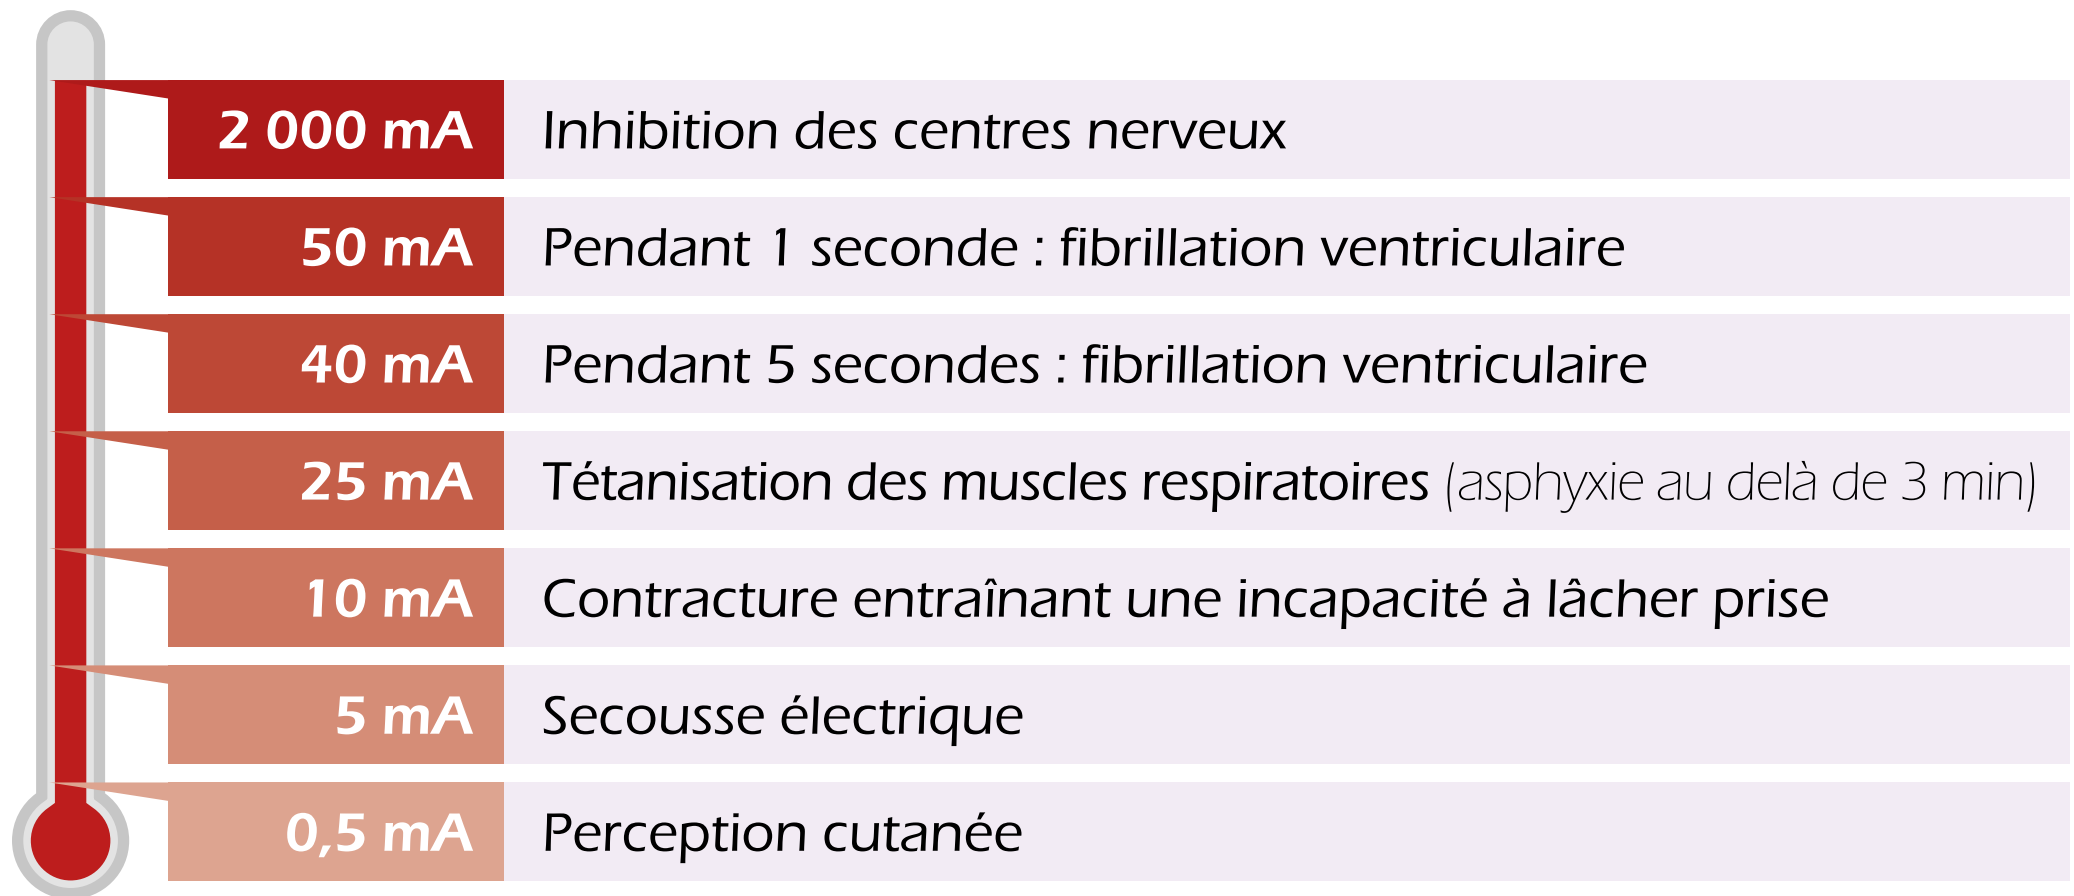 2 000 mA Inhibition des centres nerveux
50 mA Pendant 1 seconde : fibrillation ventriculaire
40 mA Pendant 5 secondes : fibrillation ventriculaire
25 mA Tétanisation des muscles respiratoires (asphyxie au delà de 3 min)
10 mA Contracture entraînant une incapacité à lâcher prise
5 mA Secousse électrique
0,5 mA Perception cutanée